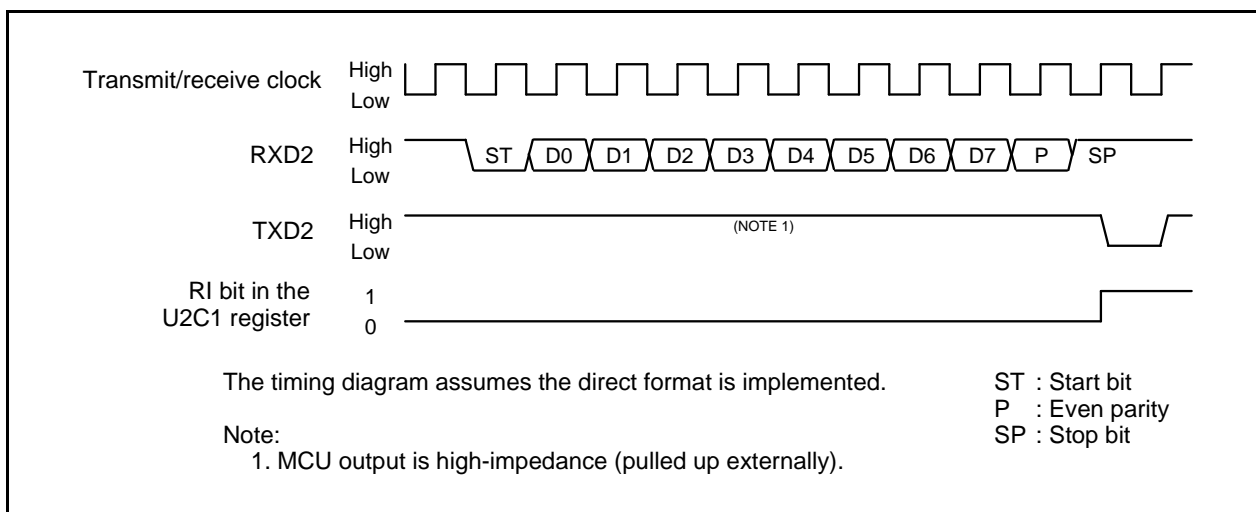 Transmit/receive clock High
Low
RXD2 High
Low
ST D0 D1 D2 D3 D4 D5 D6 D7 P SP
TXD2 High
Low
(NOTE 1)
RI bit in the
U2C1 register
1
0
The timing diagram assumes the direct format is implemented.
Note:
1. MCU output is high-impedance (pulled up externally).
ST : Start bit
P : Even parity
SP : Stop bit